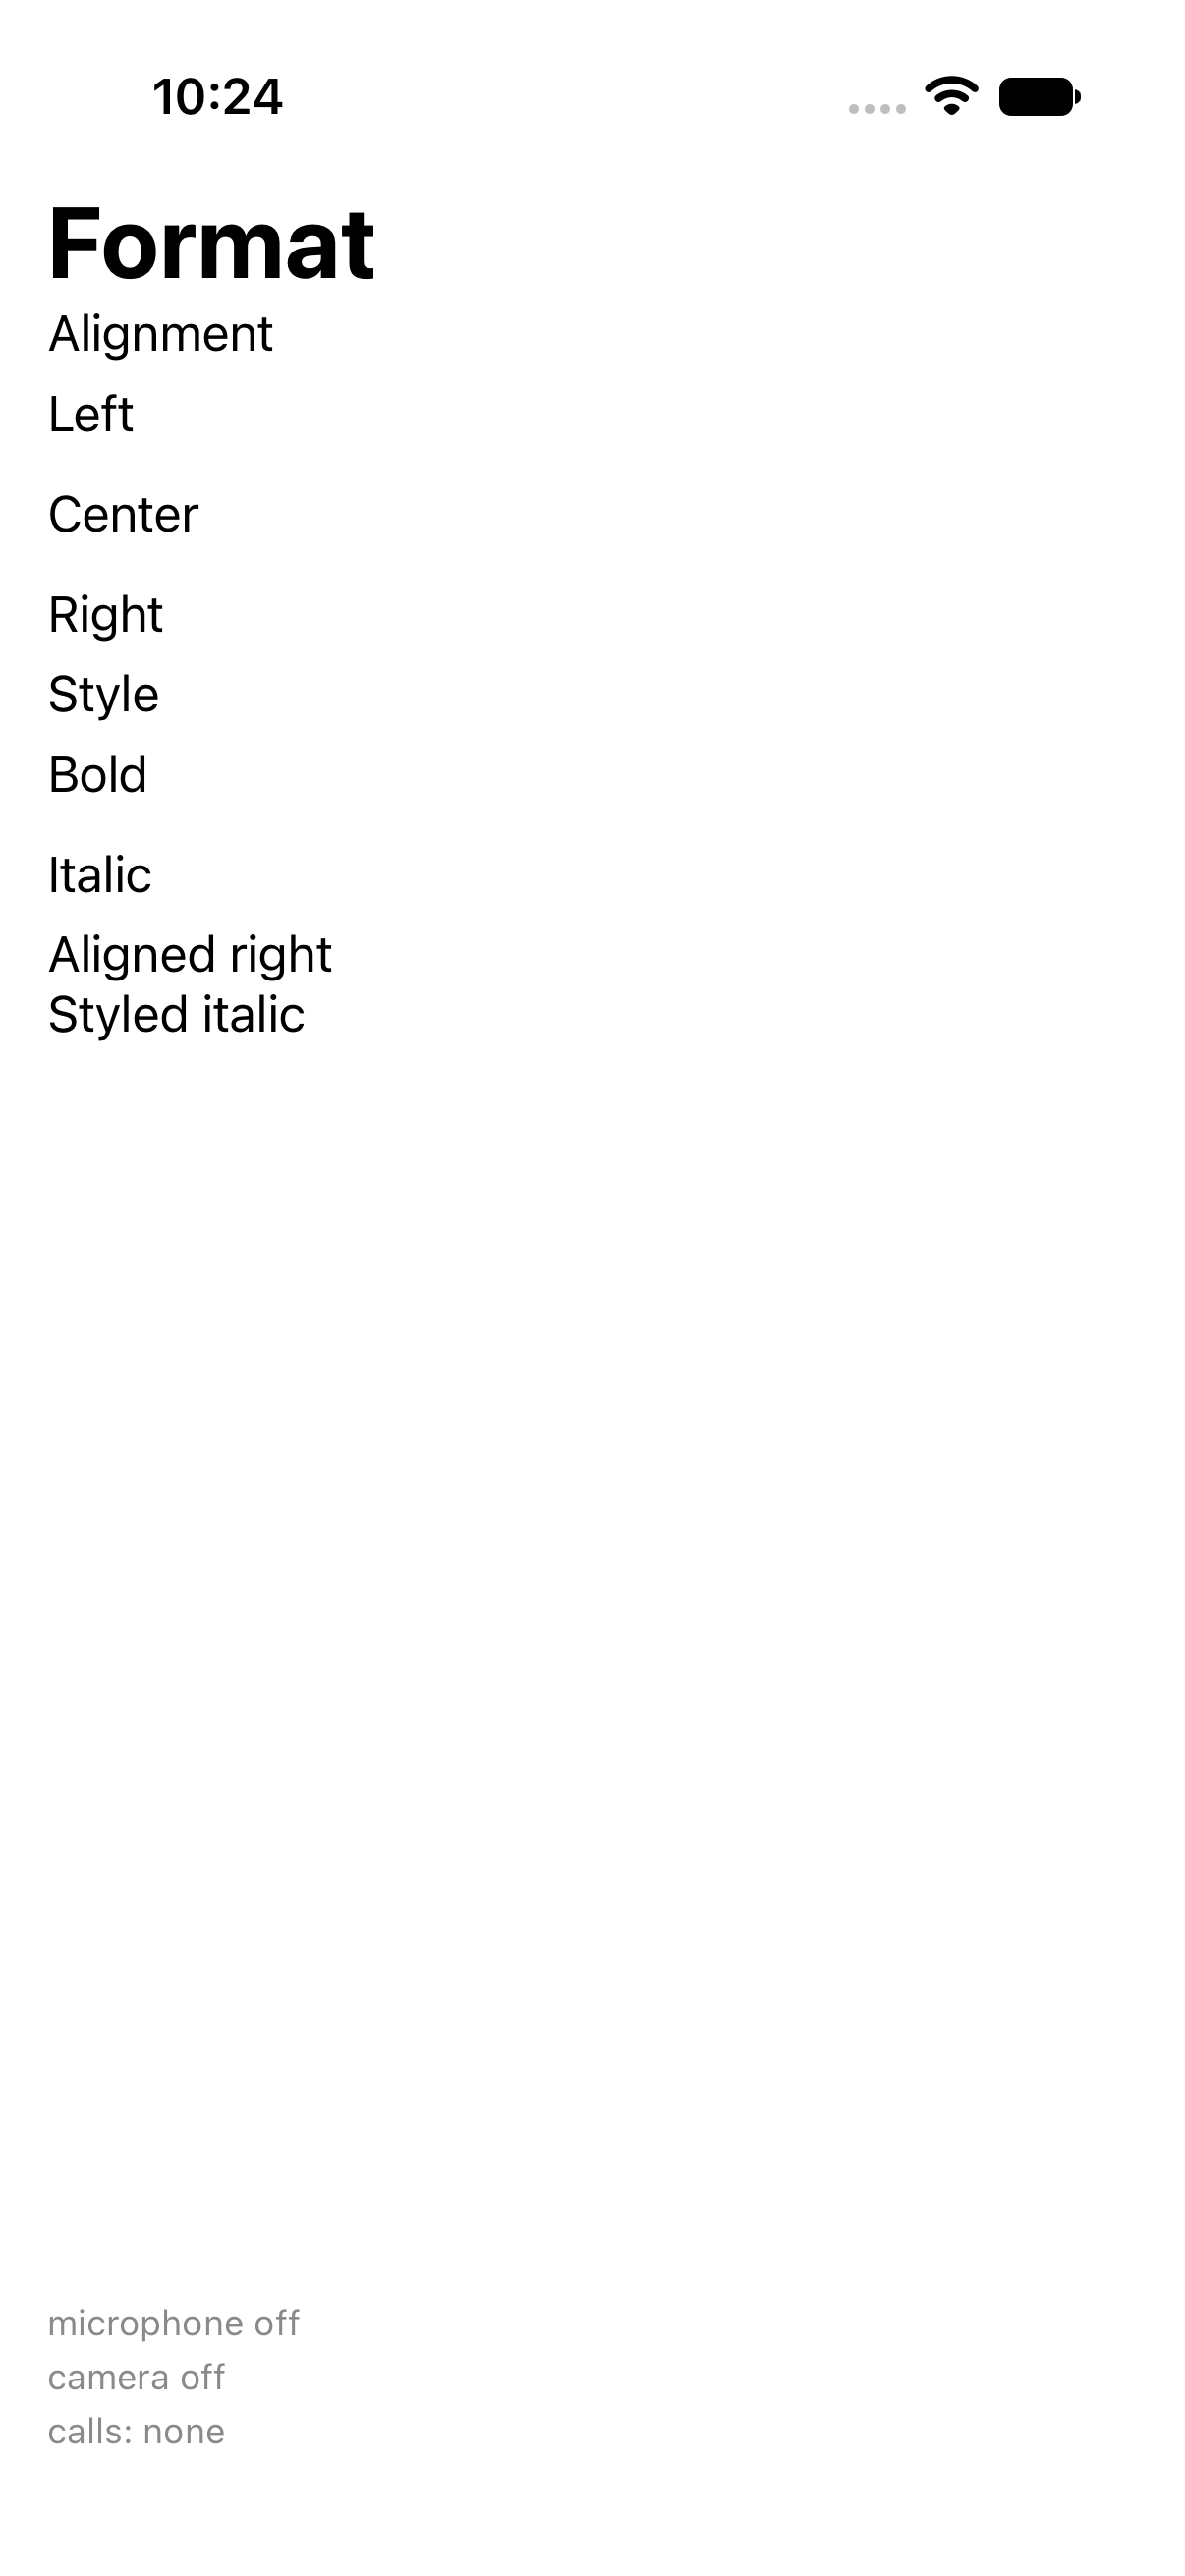 10:24
Format
Alignment
Left
Center
Right
Style
Bold
Italic
Aligned right
Styled italic
microphone off
camera off
calls: none